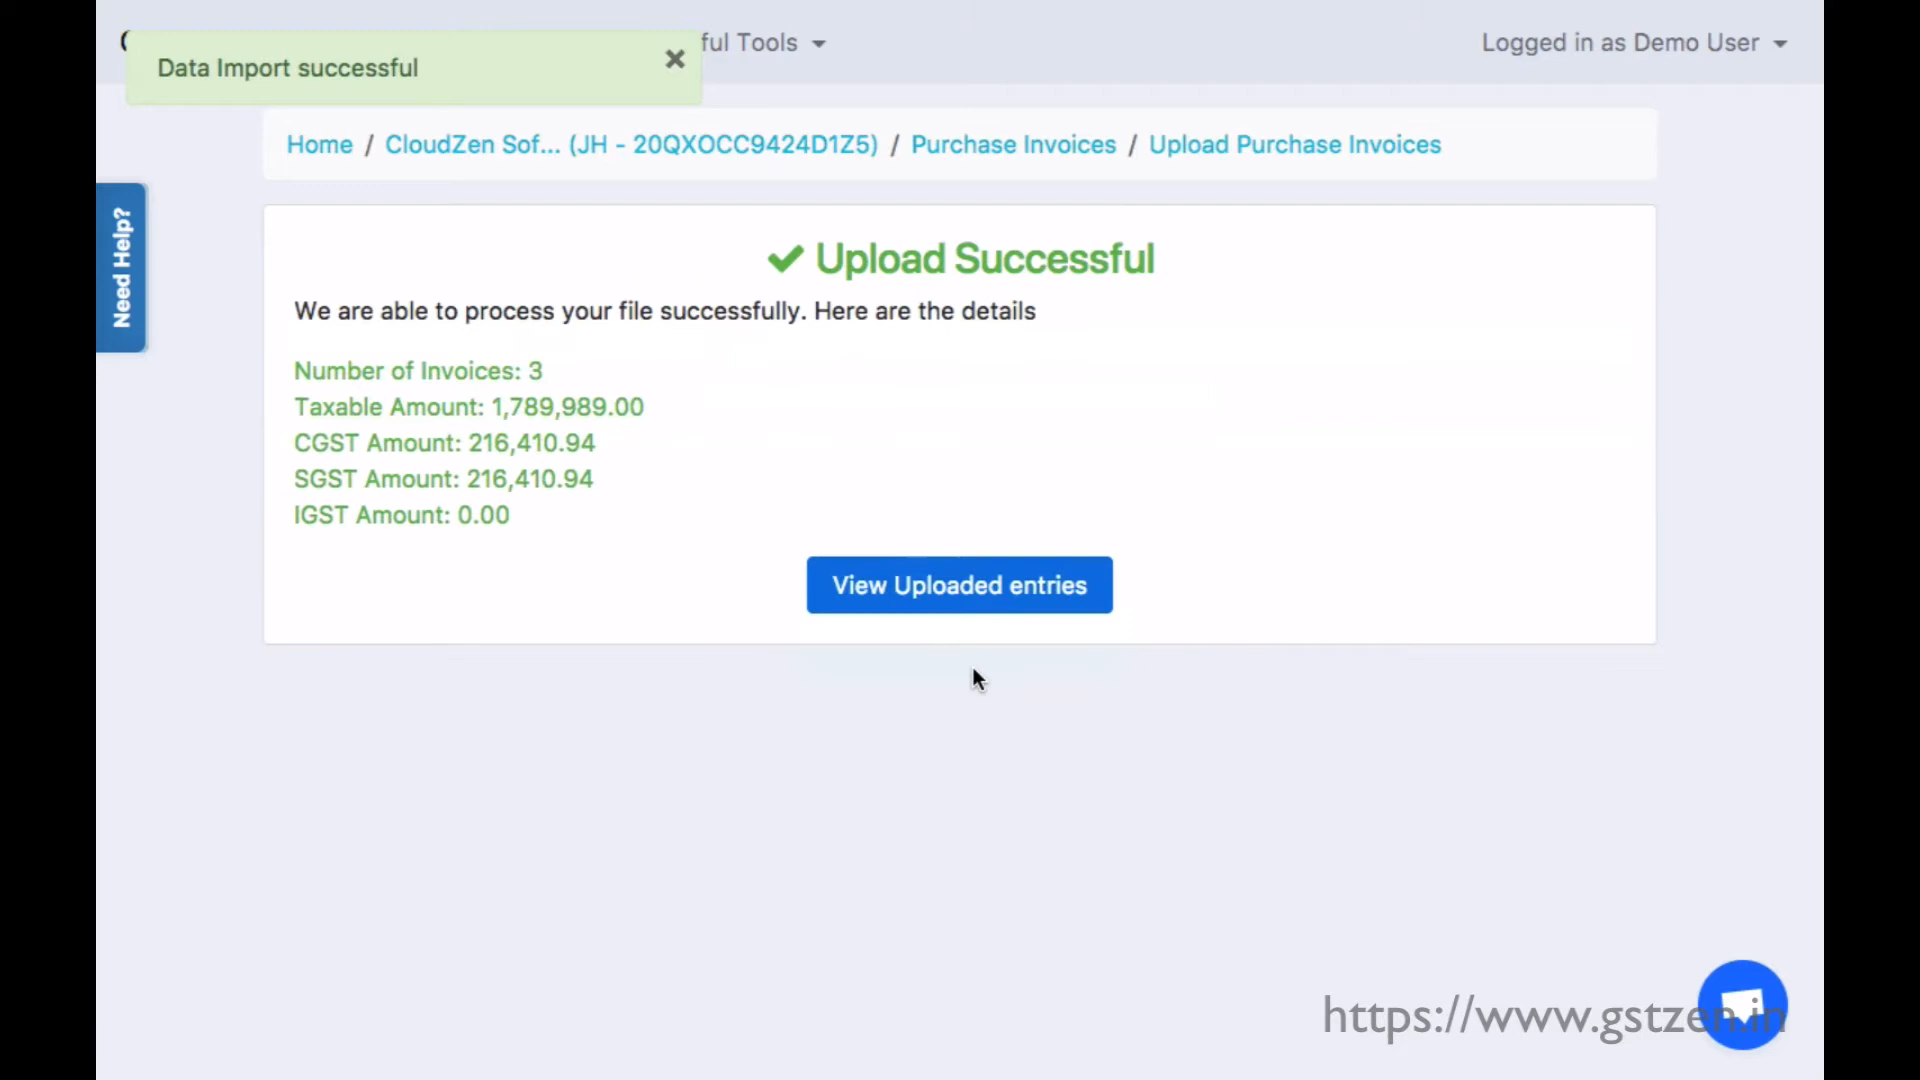 ful Tools
Logged in as Demo User
Data Import successful
Home / CloudZen Sof... (JH - 20QXOCC9424D1Z5) / Purchase Invoices / Upload Purchase Invoices
Need Help?
Upload Successful
We are able to process your file successfully. Here are the details
Number of Invoices: 3
Taxable Amount: 1,789,989.00
CGST Amount: 216,410.94
SGST Amount: 216,410.94
IGST Amount: 0.00
View Uploaded entries
https://www.gstzen.in